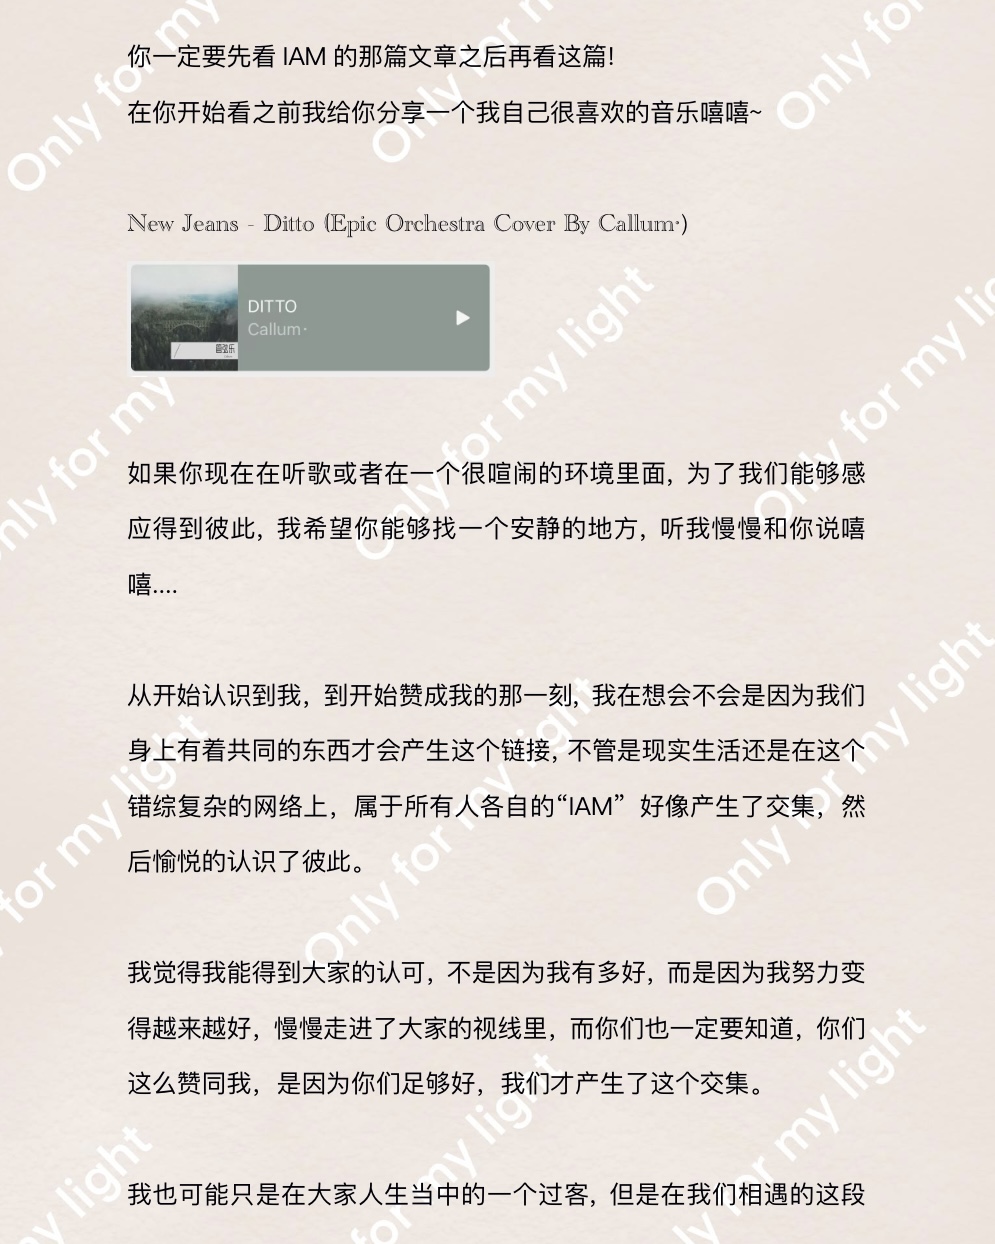 你一定要先看 IAM 的那篇文章之后再看这篇!
在你开始看之前我给你分享一个我自己很喜欢的音乐嘻嘻~
New Jeans - Ditto (Epic Orchestra Cover By Callum·)
DITTO
Callum·
管弦乐
如果你现在在听歌或者在一个很喧闹的环境里面, 为了我们能够感
应得到彼此, 我希望你能够找一个安静的地方, 听我慢慢和你说嘻
嘻....
从开始认识到我, 到开始赞成我的那一刻, 我在想会不会是因为我们
身上有着共同的东西才会产生这个链接, 不管是现实生活还是在这个
错综复杂的网络上, 属于所有人各自的“IAM” 好像产生了交集, 然
后愉悦的认识了彼此。
我觉得我能得到大家的认可, 不是因为我有多好, 而是因为我努力变
得越来越好, 慢慢走进了大家的视线里, 而你们也一定要知道, 你们
这么赞同我, 是因为你们足够好, 我们才产生了这个交集。
我也可能只是在大家人生当中的一个过客, 但是在我们相遇的这段
Only for my light
Only for my light
Only for my light
Only for my light
Only for my light
Only for my light
Only for my light
Only for my light
Only for my light